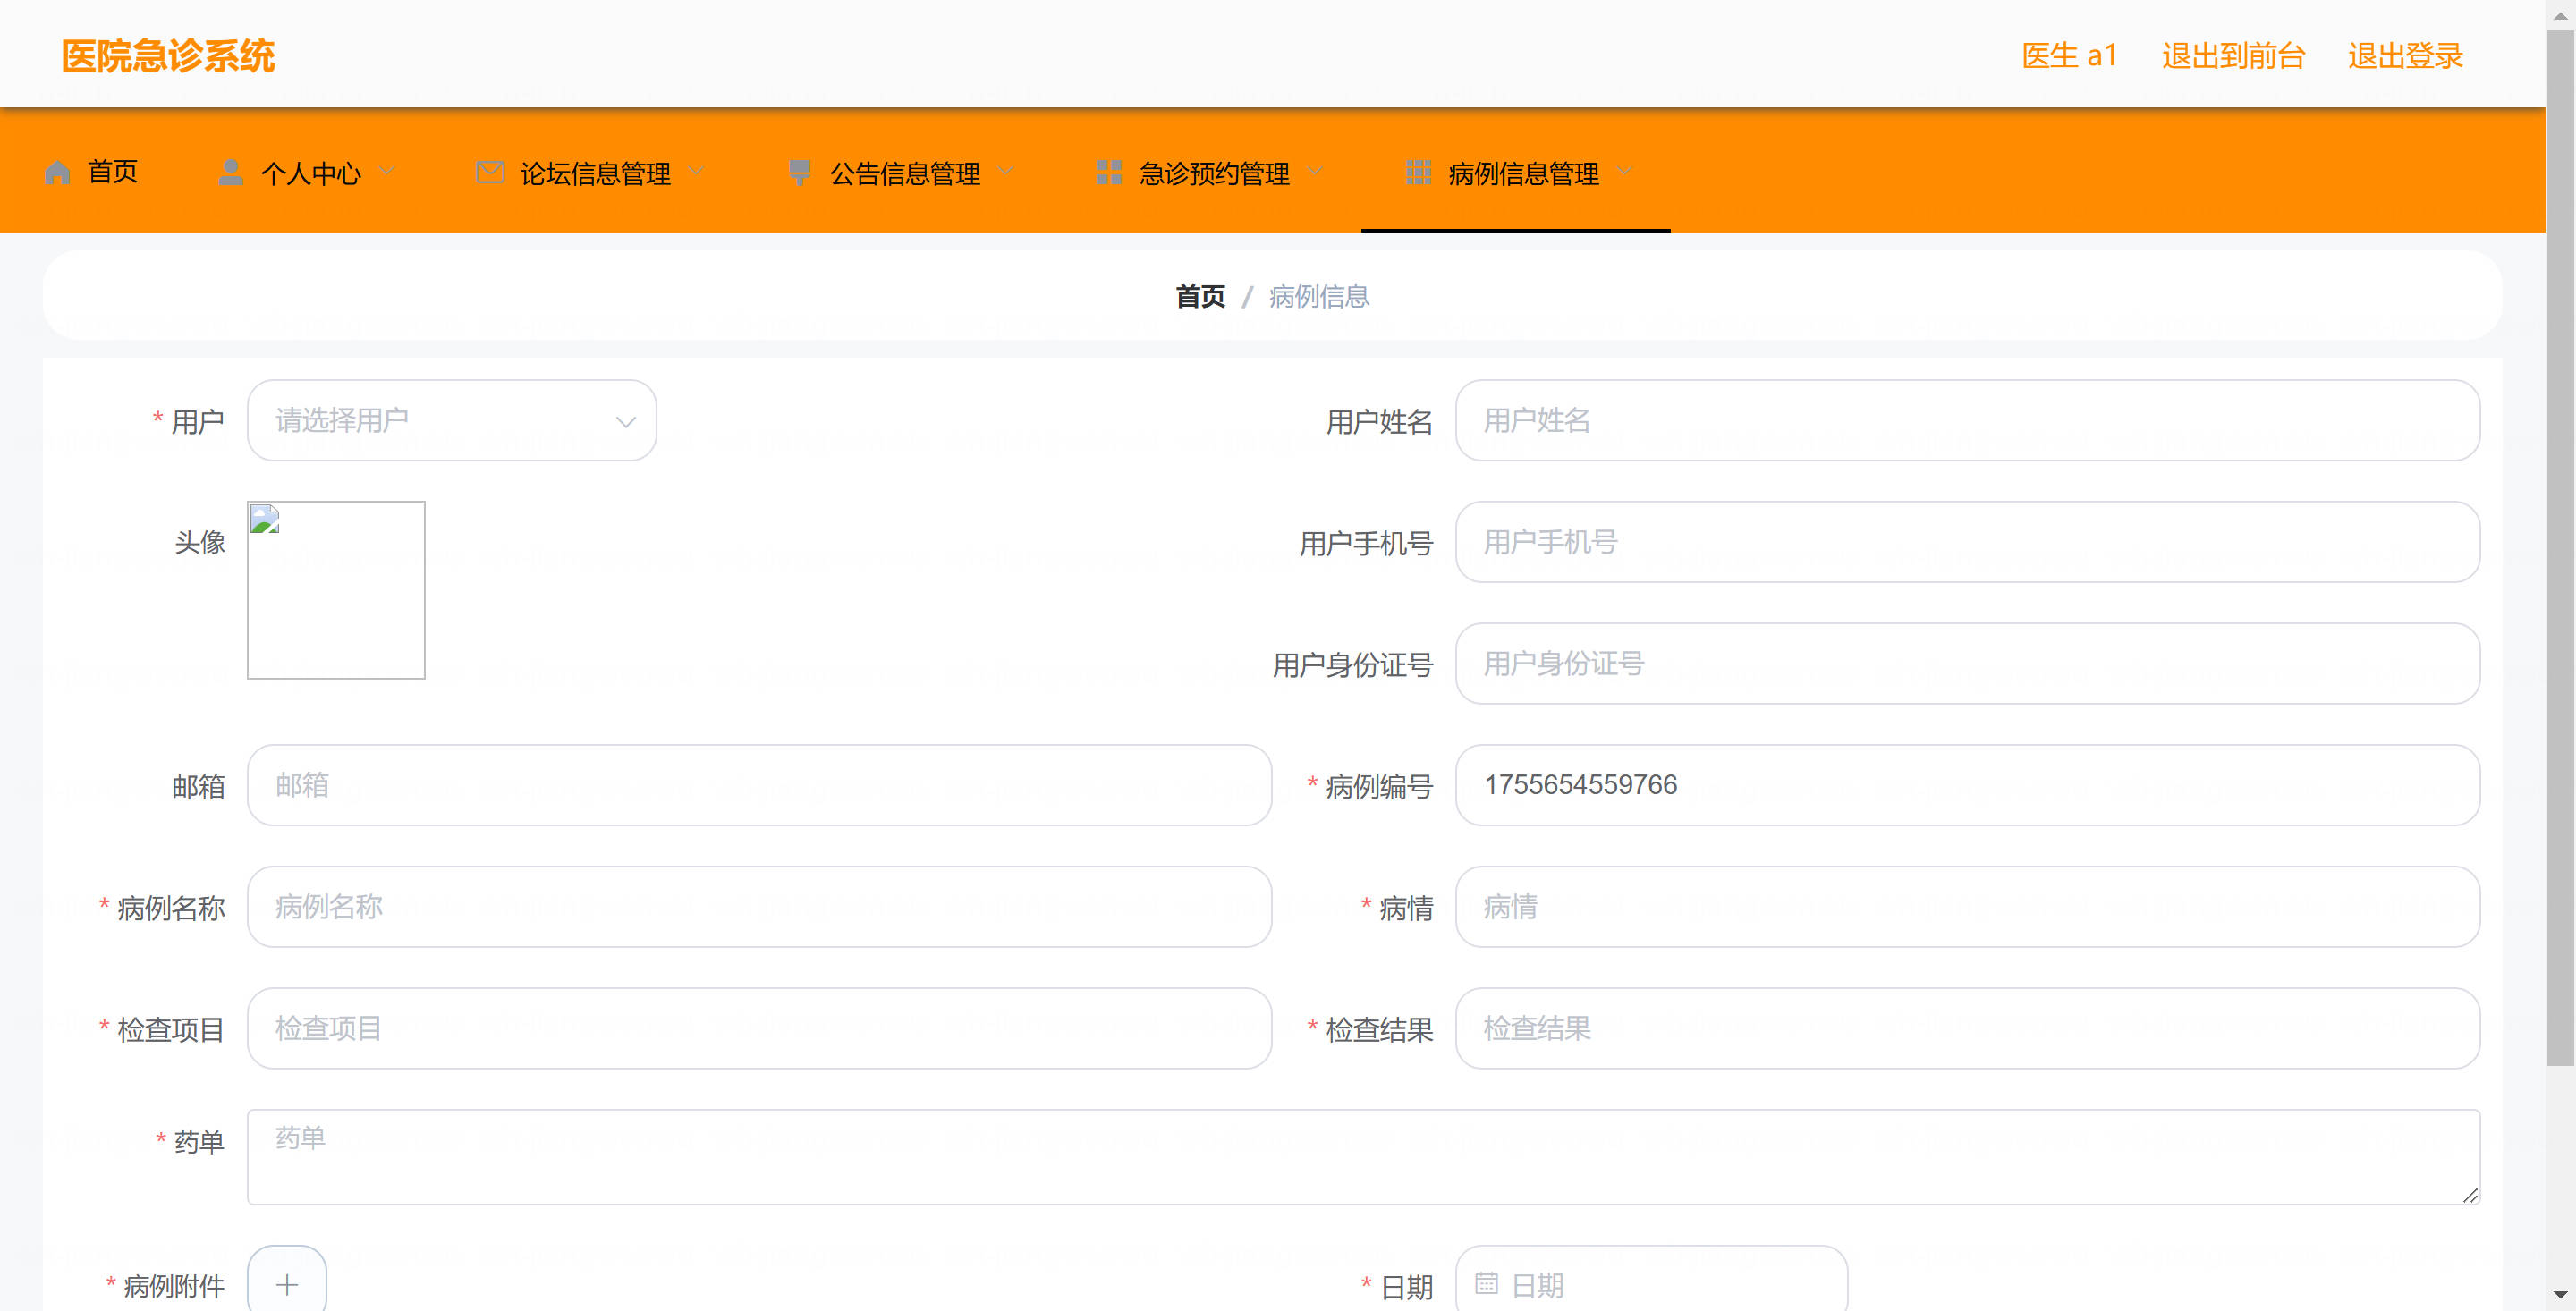 医院急诊系统
医生 a1 退出到前台 退出登录
首页 个人中心 论坛信息管理 公告信息管理 急诊预约管理 病例信息管理
首页 / 病例信息
* 用户 请选择用户 用户姓名 用户姓名
头像 用户手机号 用户手机号
用户身份证号 用户身份证号
邮箱 邮箱 * 病例编号 1755654559766
* 病例名称 病例名称 * 病情 病情
* 检查项目 检查项目 * 检查结果 检查结果
* 药单 药单
* 病例附件 * 日期 日期